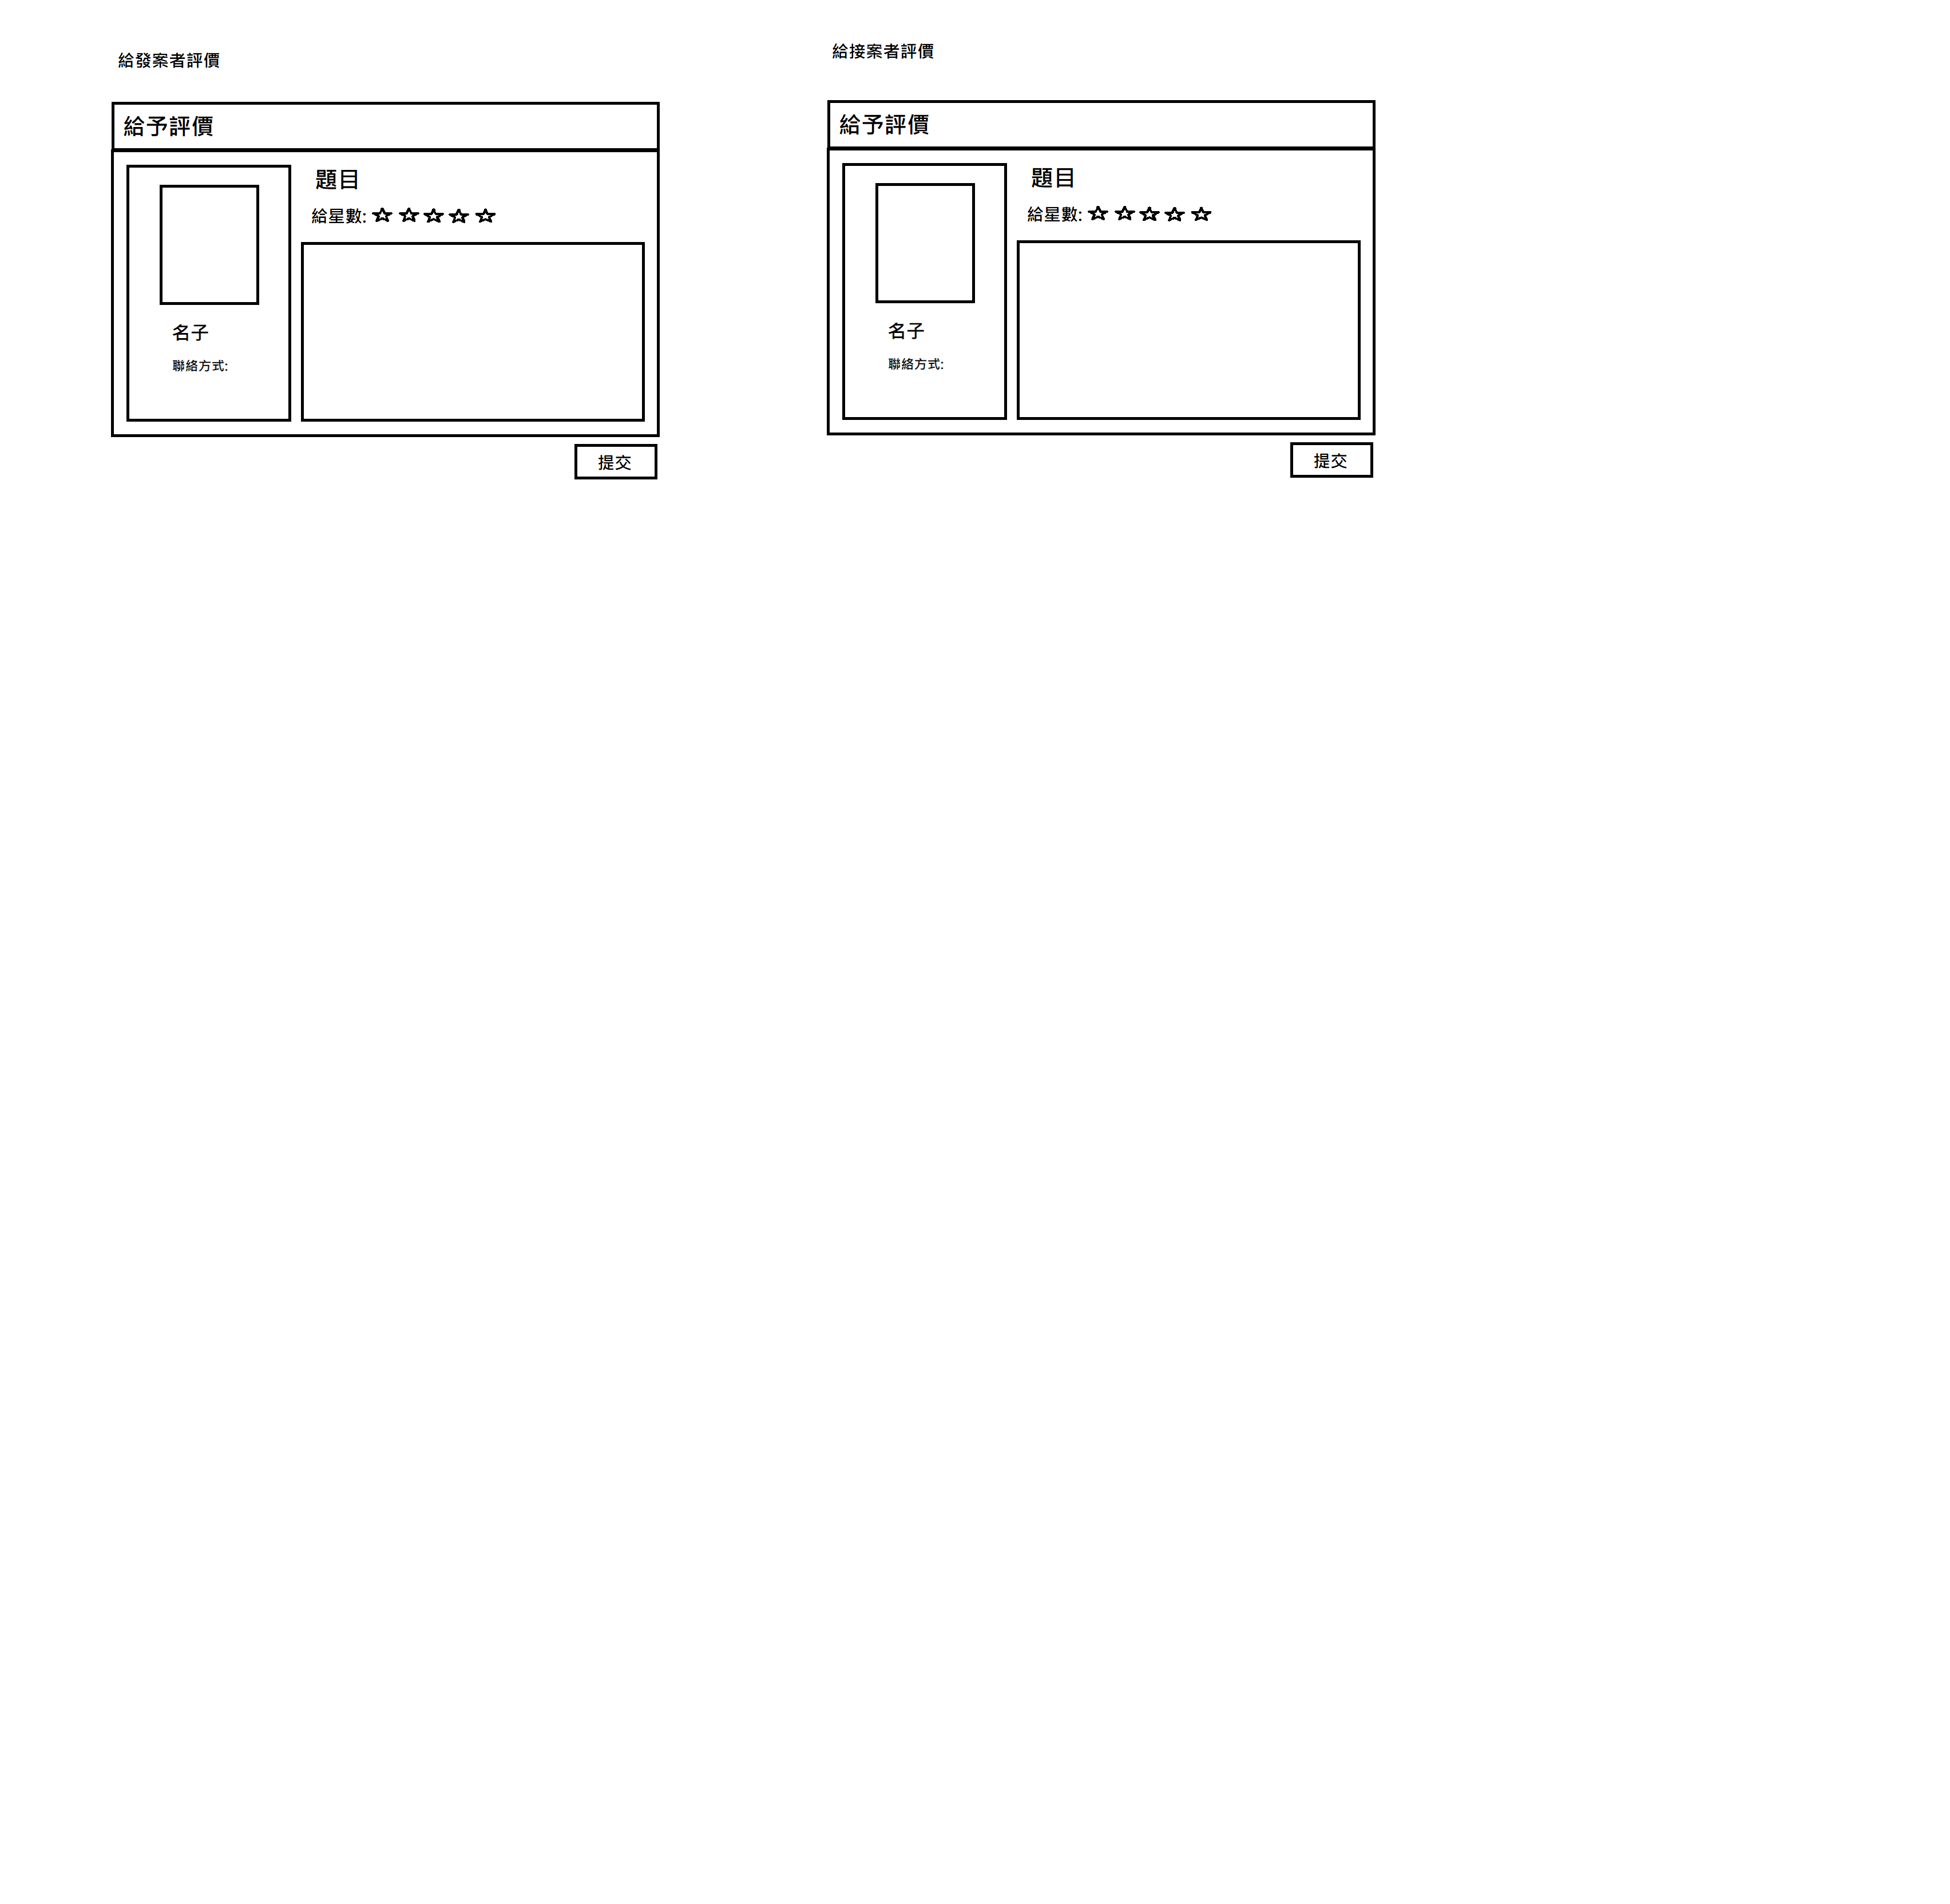 給發案者評價
給予評價
題目
給星數:
名子
聯絡方式:
提交
給接案者評價
給予評價
題目
給星數:
名子
聯絡方式:
提交